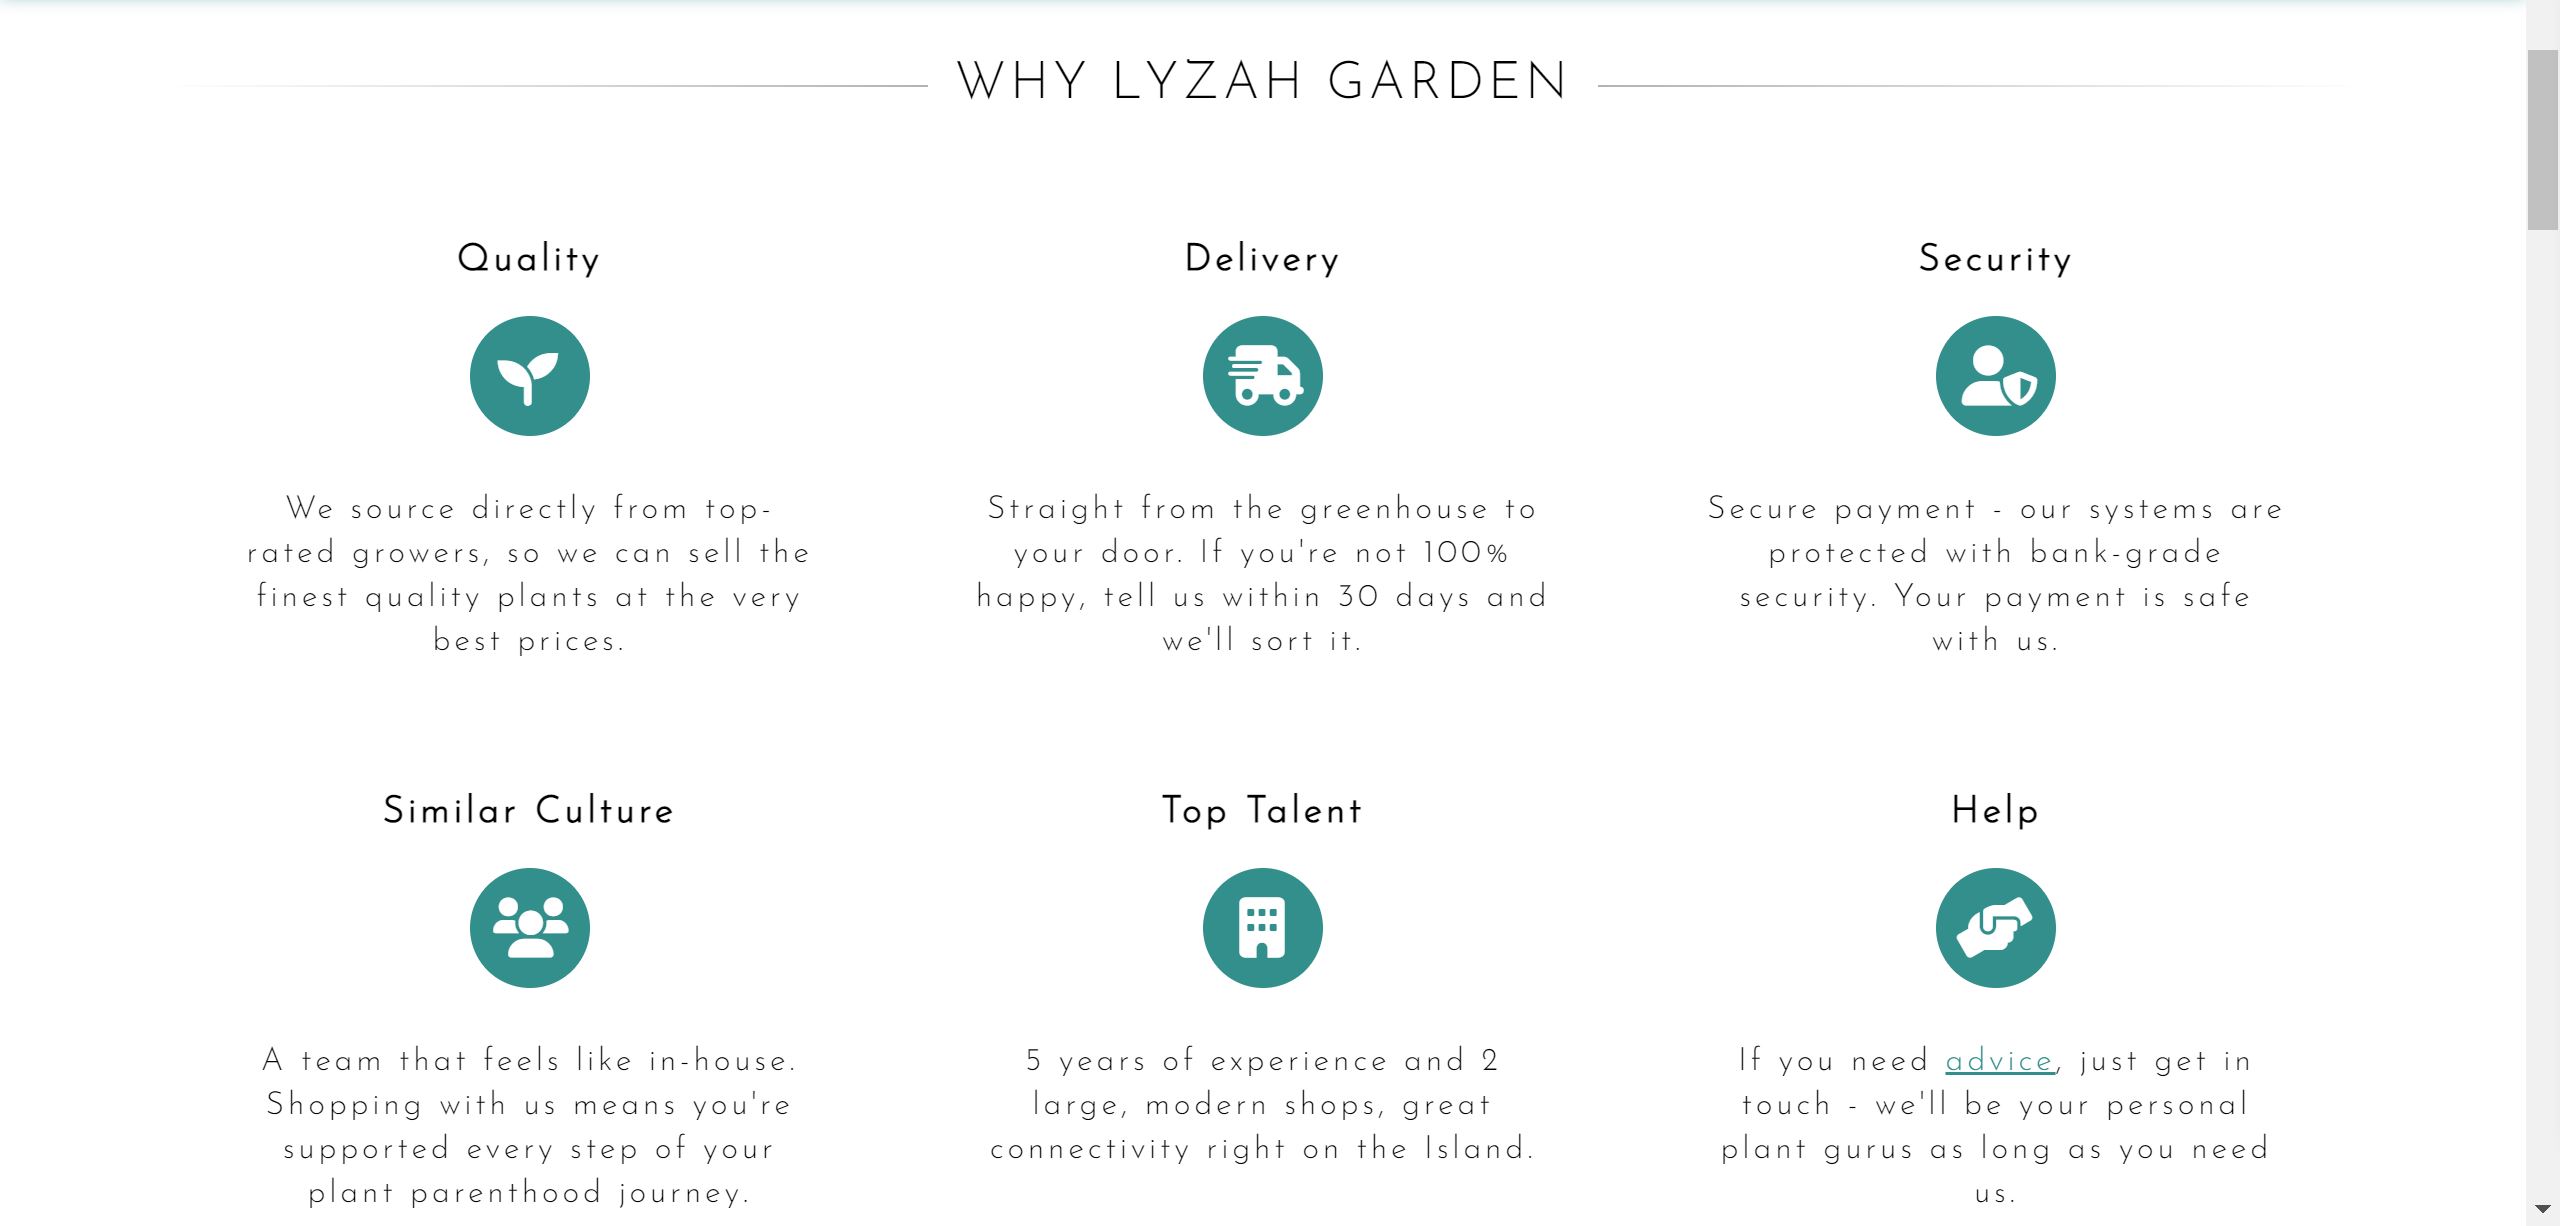 WHY LYZAH GARDEN
Quality
We source directly from top-
rated growers, so we can sell the
finest quality plants at the very
best prices.
Delivery
Straight from the greenhouse to
your door. If you're not 100%
happy, tell us within 30 days and
we'll sort it.
Security
Secure payment - our systems are
protected with bank-grade
security. Your payment is safe
with us.
Similar Culture
A team that feels like in-house.
Shopping with us means you're
supported every step of your
plant parenthood journey.
Top Talent
5 years of experience and 2
large, modern shops, great
connectivity right on the Island.
Help
If you need advice, just get in
touch - we'll be your personal
plant gurus as long as you need
us.